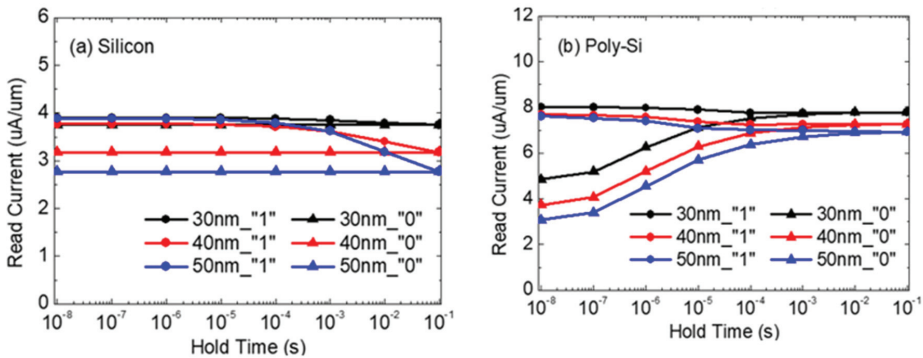 (a) Silicon
Read Current (uA/um)
6
5
4
3
2
1
0
30nm_"1" 30nm_"0"
40nm_"1" 40nm_"0"
50nm_"1" 50nm_"0"
10⁻⁸ 10⁻⁷ 10⁻⁶ 10⁻⁵ 10⁻⁴ 10⁻³ 10⁻² 10⁻¹
Hold Time (s)
(b) Poly-Si
Read Current (uA/um)
12
10
8
6
4
2
0
30nm_"1" 30nm_"0"
40nm_"1" 40nm_"0"
50nm_"1" 50nm_"0"
10⁻⁸ 10⁻⁷ 10⁻⁶ 10⁻⁵ 10⁻⁴ 10⁻³ 10⁻² 10⁻¹
Hold Time (s)